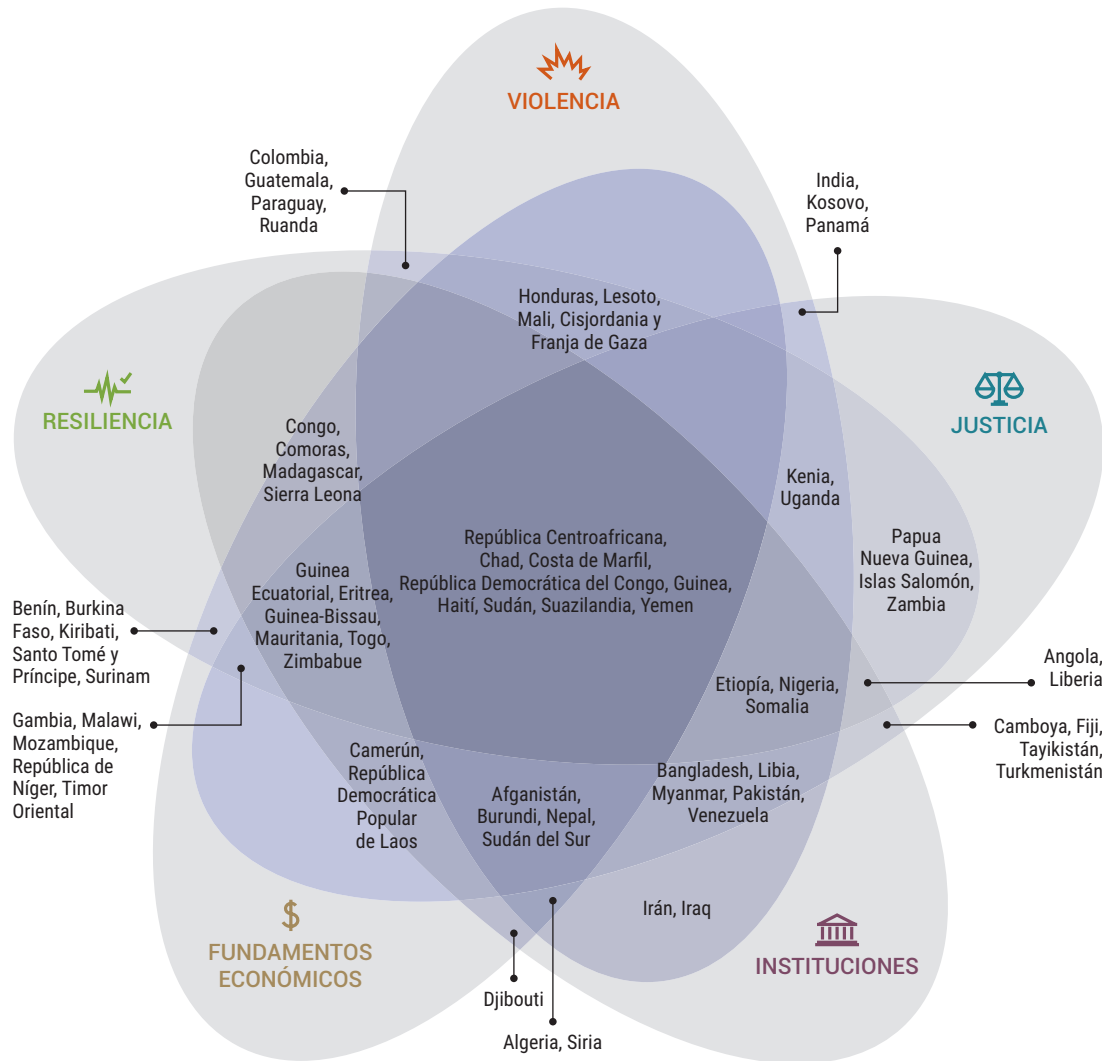 VIOLENCIA
Colombia,
Guatemala,
Paraguay,
Ruanda
India,
Kosovo,
Panamá
Honduras, Lesoto,
Mali, Cisjordania y
Franja de Gaza
RESILIENCIA
JUSTICIA
Congo,
Comoras,
Madagascar,
Sierra Leona
Kenia,
Uganda
República Centroafricana,
Chad, Costa de Marfil,
República Democrática del Congo, Guinea,
Haití, Sudán, Suazilandia, Yemen
Papua
Nueva Guinea,
Islas Salomón,
Zambia
Guinea
Ecuatorial, Eritrea,
Guinea-Bissau,
Mauritania, Togo,
Zimbabue
Benín, Burkina
Faso, Kiribati,
Santo Tomé y
Príncipe, Surinam
Angola,
Liberia
Etiopía, Nigeria,
Somalia
Gambia, Malawi,
Mozambique,
República de
Níger, Timor
Oriental
Camboya, Fiji,
Tayikistán,
Turkmenistán
Camerún,
República
Democrática
Popular
de Laos
Afganistán,
Burundi, Nepal,
Sudán del Sur
Bangladesh, Libia,
Myanmar, Pakistán,
Venezuela
Irán, Iraq
$
FUNDAMENTOS
ECONÓMICOS
INSTITUCIONES
Djibouti
Algeria, Siria